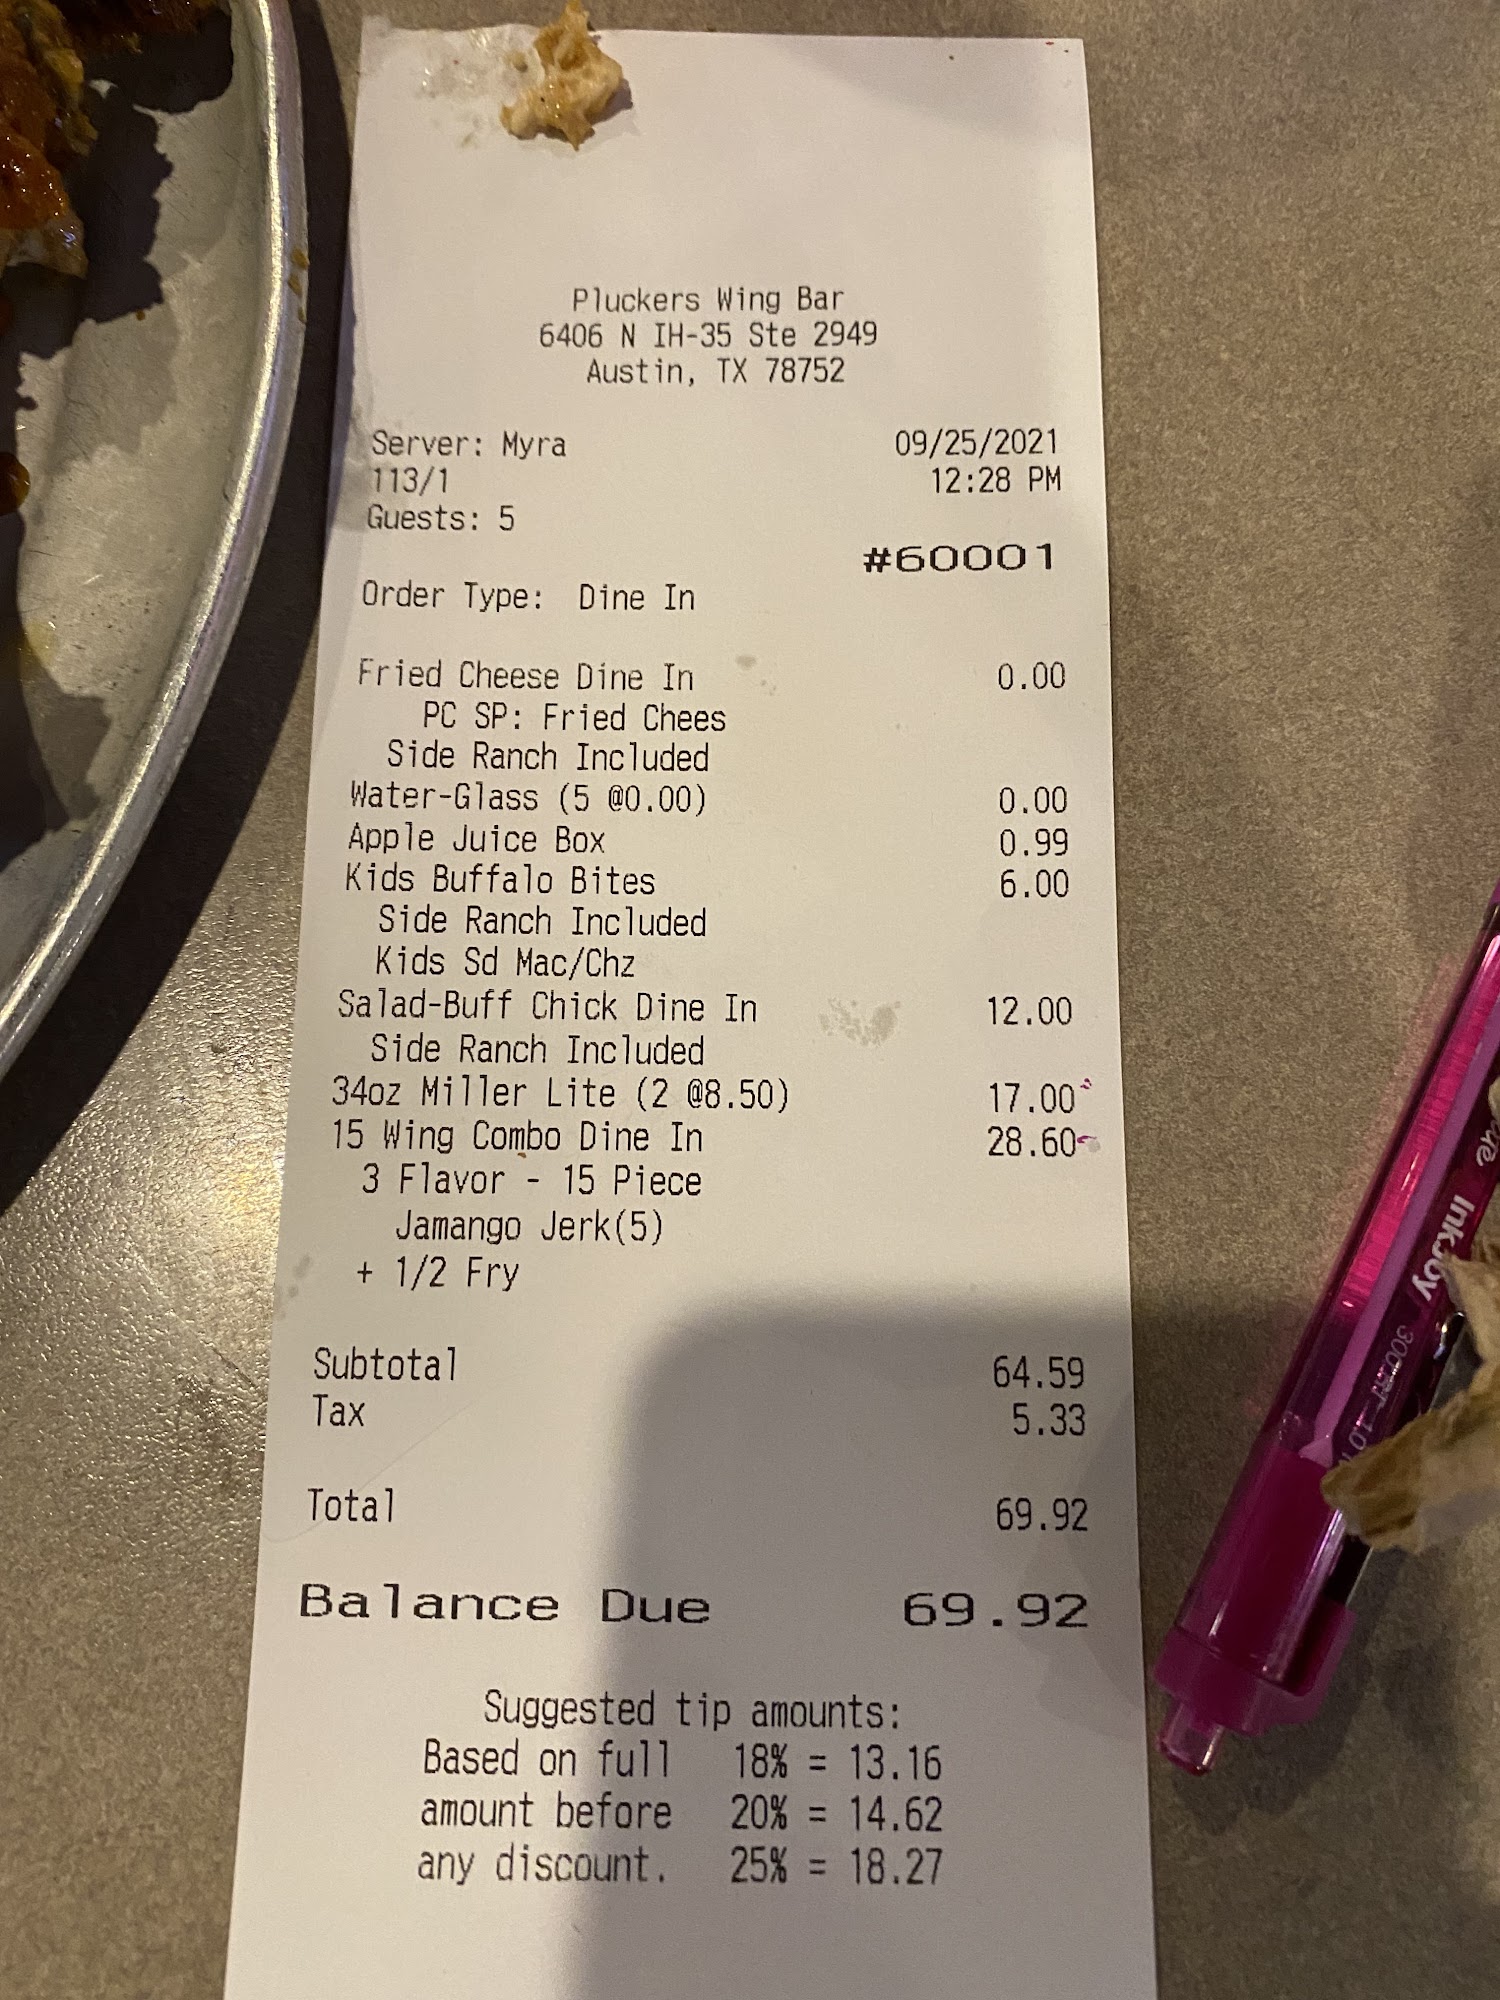 Pluckers Wing Bar
6406 N IH-35 Ste 2949
Austin, TX 78752
Server: Myra 09/25/2021
113/1 12:28 PM
Guests: 5
#60001
Order Type: Dine In
Fried Cheese Dine In 0.00
PC SP: Fried Chees
Side Ranch Included
Water-Glass (5 @0.00) 0.00
Apple Juice Box 0.99
Kids Buffalo Bites 6.00
Side Ranch Included
Kids Sd Mac/Chz
Salad-Buff Chick Dine In 12.00
Side Ranch Included
34oz Miller Lite (2 @8.50) 17.00
15 Wing Combo Dine In 28.60
3 Flavor - 15 Piece
Jamango Jerk(5)
+ 1/2 Fry
Subtotal 64.59
Tax 5.33
Total 69.92
Balance Due 69.92
Suggested tip amounts:
Based on full 18% = 13.16
amount before 20% = 14.62
any discount. 25% = 18.27
InkJoy